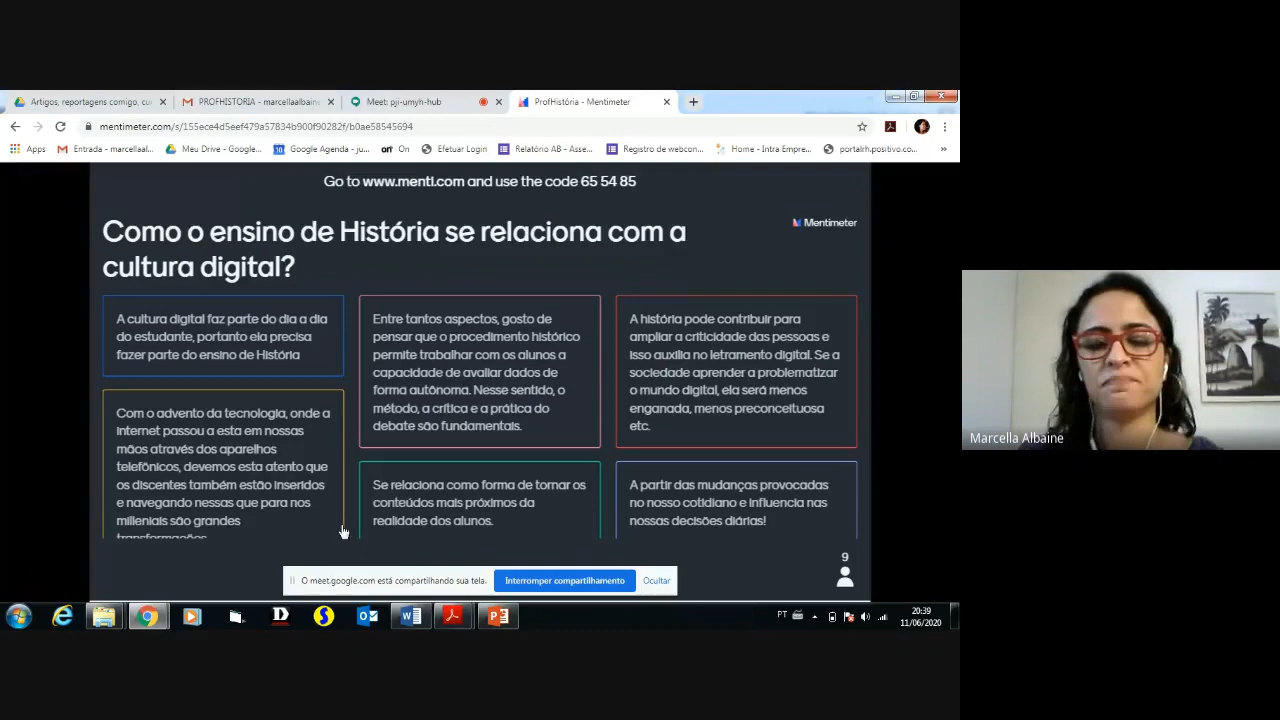 Artigos, reportagens comigo, cu
PROFHISTORIA - marcellaalbaine
Meet: pji-umyh-hub
ProfHistória - Mentimeter
mentimeter.com/s/155ece4d5eef479a57834b900f90282f/b0ae58545694
Apps
Entrada - marcellaal...
Meu Drive - Google...
Google Agenda - ju...
on! On
Efetuar Login
Relatório AB - Asse...
Registro de webcon...
Home - Intra Empre...
portalrh.positivo.co...
Go to www.menti.com and use the code 65 54 85
Como o ensino de História se relaciona com a
cultura digital?
Mentimeter
A cultura digital faz parte do dia a dia
do estudante, portanto ela precisa
fazer parte do ensino de História
Com o advento da tecnologia, onde a
internet passou a esta em nossas
mãos através dos aparelhos
telefônicos, devemos esta atento que
os discentes também estão inseridos
e navegando nessas que para nos
milleniais são grandes
transformações
Entre tantos aspectos, gosto de
pensar que o procedimento histórico
permite trabalhar com os alunos a
capacidade de avaliar dados de
forma autônoma. Nesse sentido, o
método, a crítica e a prática do
debate são fundamentais.
Se relaciona como forma de tornar os
conteúdos mais próximos da
realidade dos alunos.
A história pode contribuir para
ampliar a criticidade das pessoas e
isso auxilia no letramento digital. Se a
sociedade aprender a problematizar
o mundo digital, ela será menos
enganada, menos preconceituosa
etc.
A partir das mudanças provocadas
no nosso cotidiano e influencia nas
nossas decisões diárias!
9
O meet.google.com está compartilhando sua tela.
Interromper compartilhamento
Ocultar
PT
20:39
11/06/2020
Marcella Albaine